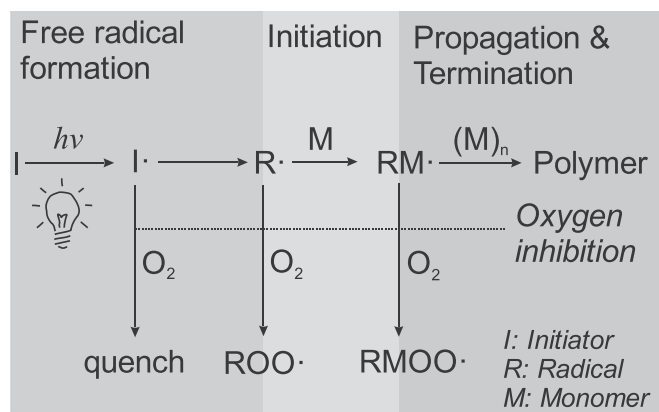 Free radical
formation
Initiation
Propagation &
Termination
I
hν
I·
R·
M
RM·
(M)n
Polymer
Oxygen
inhibition
O2
O2
O2
quench
ROO·
RMOO·
I: Initiator
R: Radical
M: Monomer